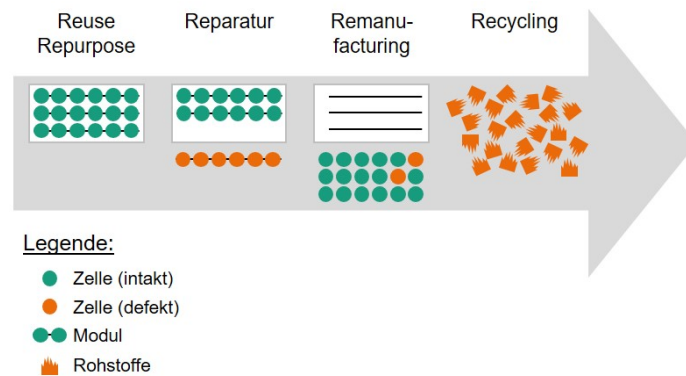 Reuse
Repurpose
Reparatur
Remanu-
facturing
Recycling
Legende:
Zelle (intakt)
Zelle (defekt)
Modul
Rohstoffe